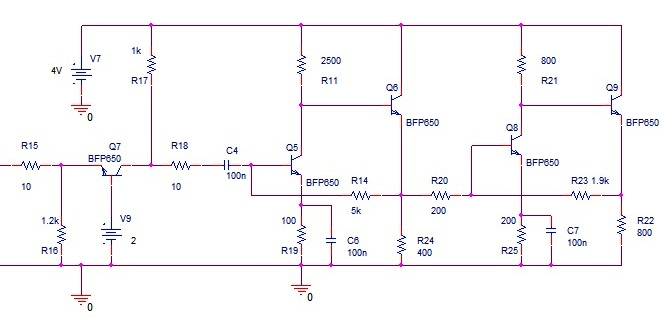 V7
4V
0
1k
R17
2500
R11
Q6
BFP650
800
R21
Q9
BFP650
R15
10
Q7
BFP650
R18
10
C4
100n
Q5
BFP650
Q8
BFP650
R14
5k
R20
200
R23 1.9k
1.2k
R16
V9
2
100
R19
C6
100n
R24
400
200
R25
C7
100n
R22
800
0
0